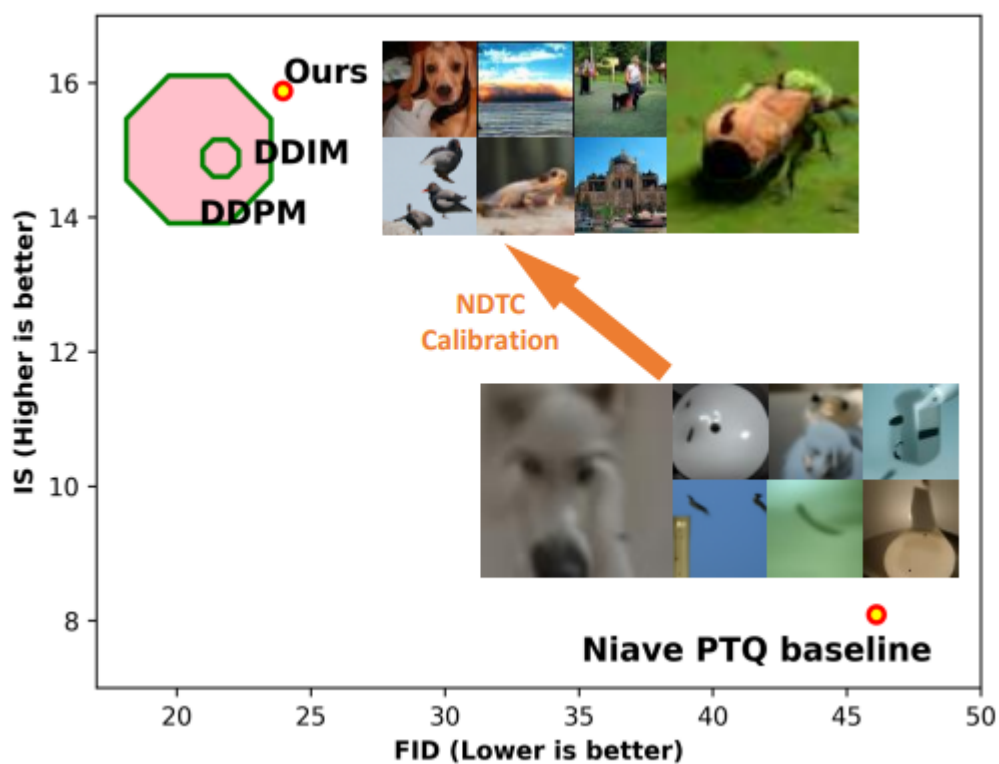 16
14
12
10
8
IS (Higher is better)
Ours
DDIM
DDPM
NDTC
Calibration
Niave PTQ baseline
20 25 30 35 40 45 50
FID (Lower is better)